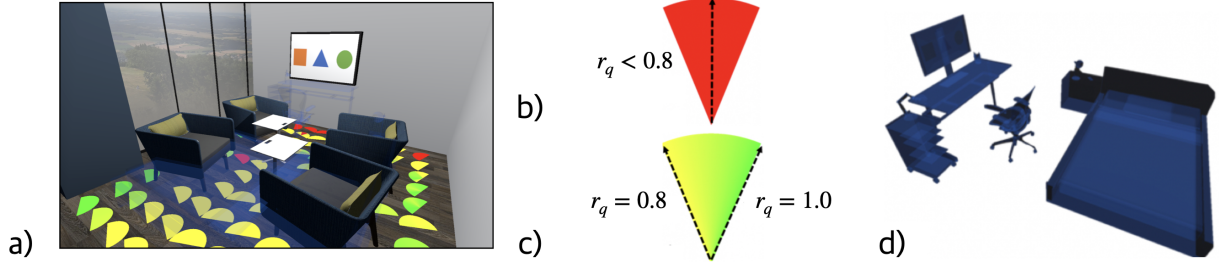 a)
b)
r_q < 0.8
c)
r_q = 0.8
r_q = 1.0
d)